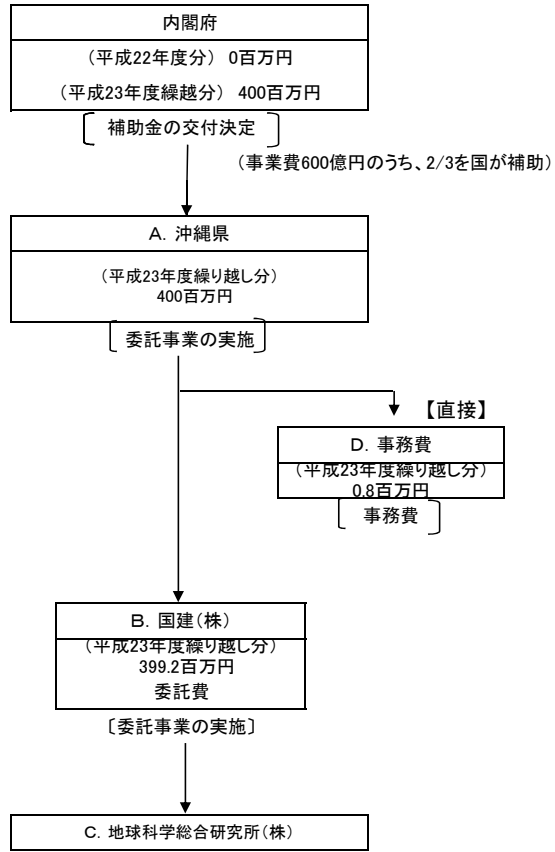 内閣府
（平成22年度分） 0百万円
（平成23年度繰越分） 400百万円
補助金の交付決定
（事業費600億円のうち、2/3を国が補助）
A. 沖縄県
（平成23年度繰り越し分）
400百万円
委託事業の実施
【直接】
D. 事務費
（平成23年度繰り越し分）
0.8百万円
事務費
B. 国建（株）
（平成23年度繰り越し分）
399.2百万円
委託費
〔委託事業の実施〕
C. 地球科学総合研究所（株）